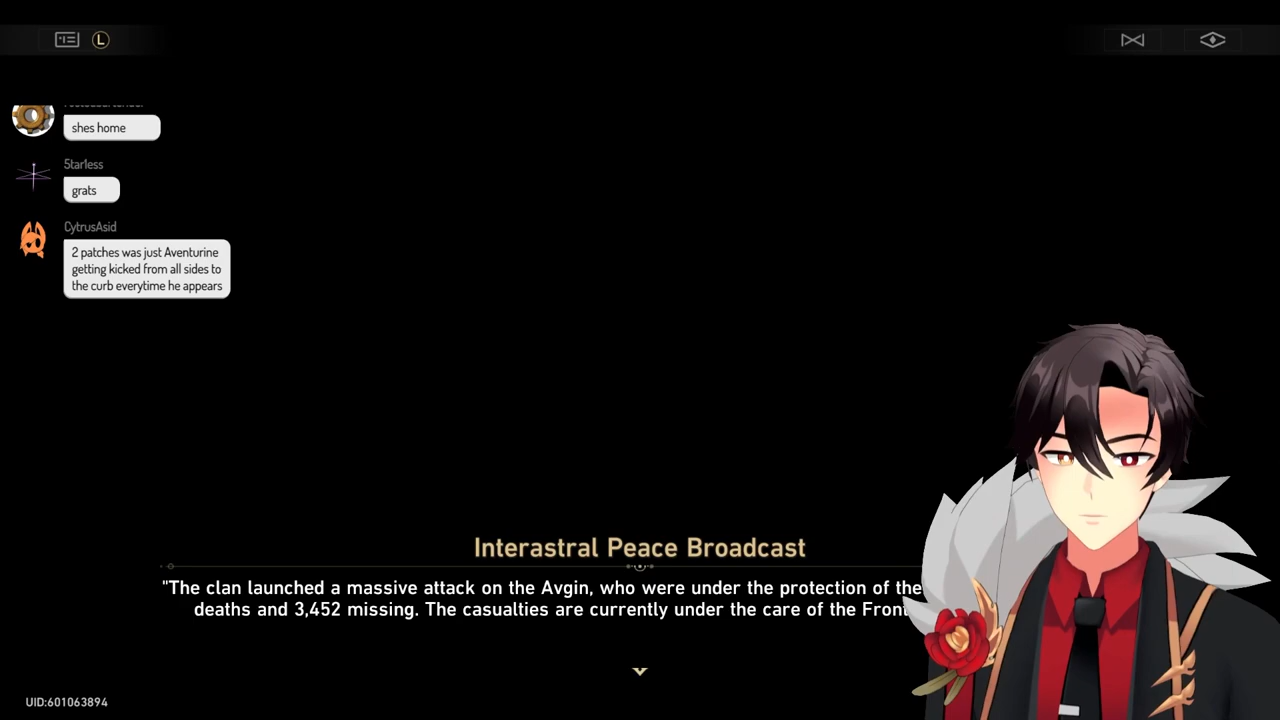 L
shes home
5tar1ess
grats
CytrusAsid
2 patches was just Aventurine
getting kicked from all sides to
the curb everytime he appears
Interastral Peace Broadcast
"The clan launched a massive attack on the Avgin, who were under the protection of the
deaths and 3,452 missing. The casualties are currently under the care of the Front
UID:601063894